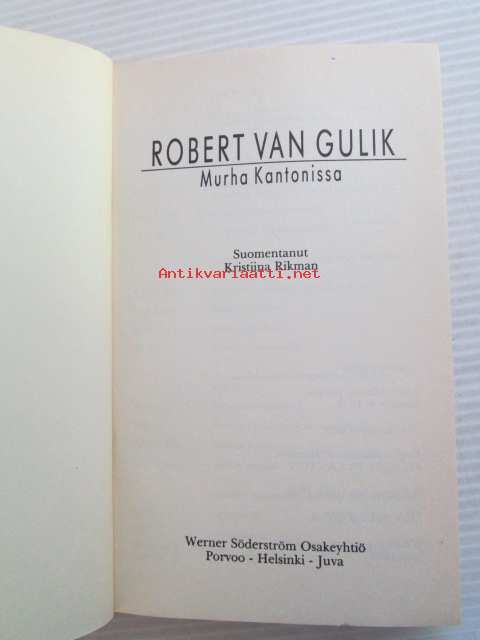 ROBERT VAN GULIK
Murha Kantonissa
Suomentanut
Kristiina Rikman
Antikvariaatti.net
Werner Söderström Osakeyhtiö
Porvoo - Helsinki - Juva